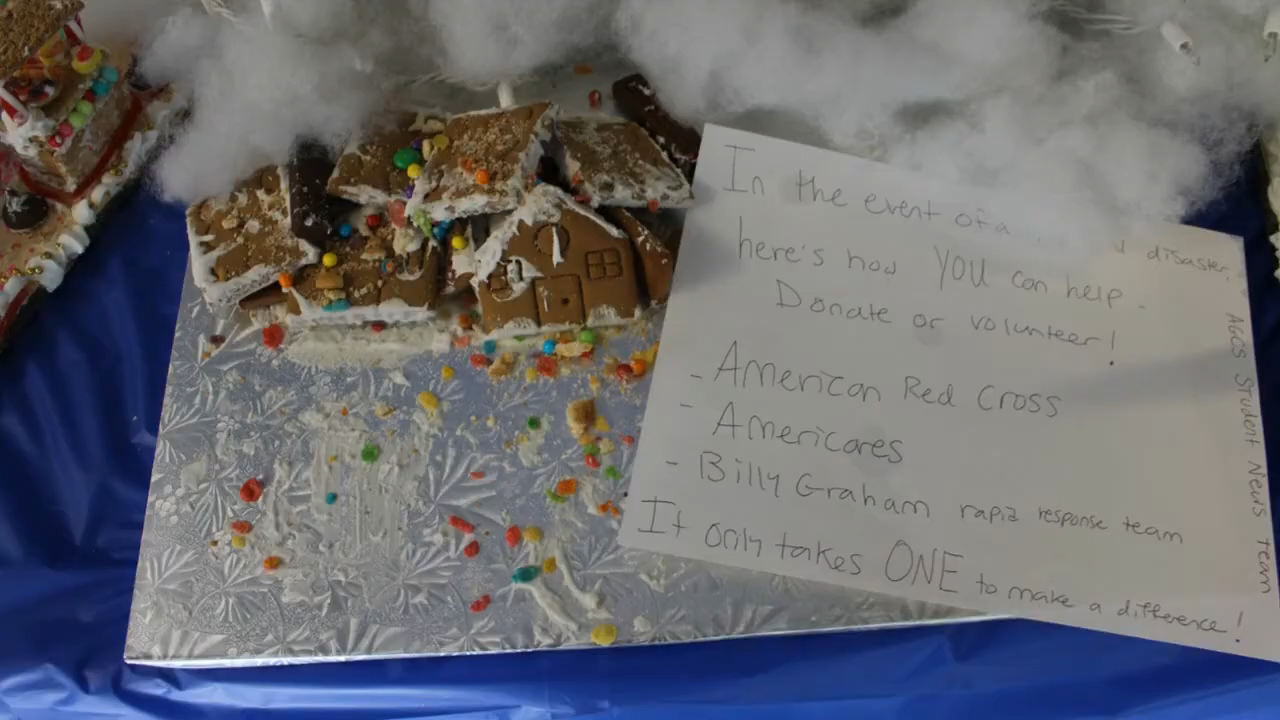 In the event of a disaster,
here's how YOU can help.
Donate or volunteer!
- American Red Cross
- Americares
- Billy Graham rapid response team
It only takes ONE to make a difference!
AGCS Student News team